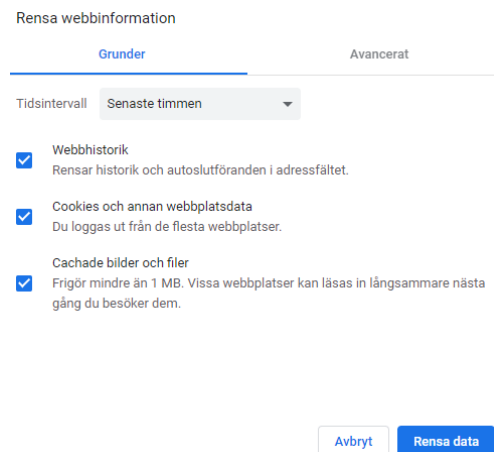 Rensa webbinformation
Grunder
Avancerat
Tidsintervall Senaste timmen
Webbhistorik
Rensar historik och autoslutföranden i adressfältet.
Cookies och annan webbplatsdata
Du loggas ut från de flesta webbplatser.
Cachade bilder och filer
Frigör mindre än 1 MB. Vissa webbplatser kan läsas in långsammare nästa
gång du besöker dem.
Avbryt
Rensa data